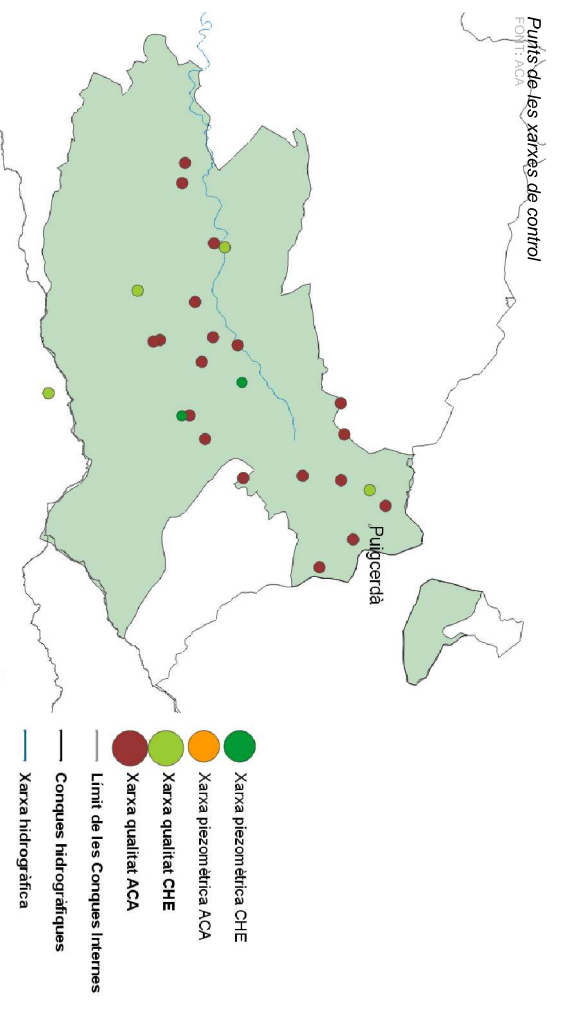 Punts de les xarxes de control
FONT: ACA
Puigcerdà
Xarxa piezomètrica CHE
Xarxa piezomètrica ACA
Xarxa qualitat CHE
Xarxa qualitat ACA
Límit de les Conques Internes
Conques hidrogràfiques
Xarxa hidrogràfica